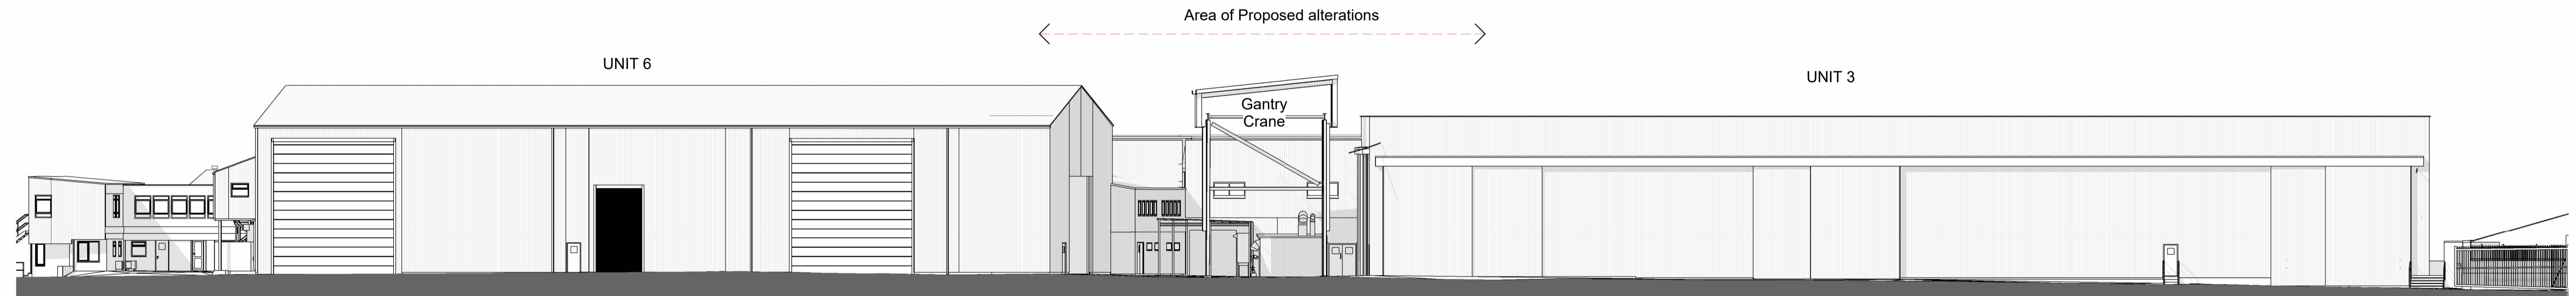 Area of Proposed alterations
UNIT 6
UNIT 3
Gantry
Crane